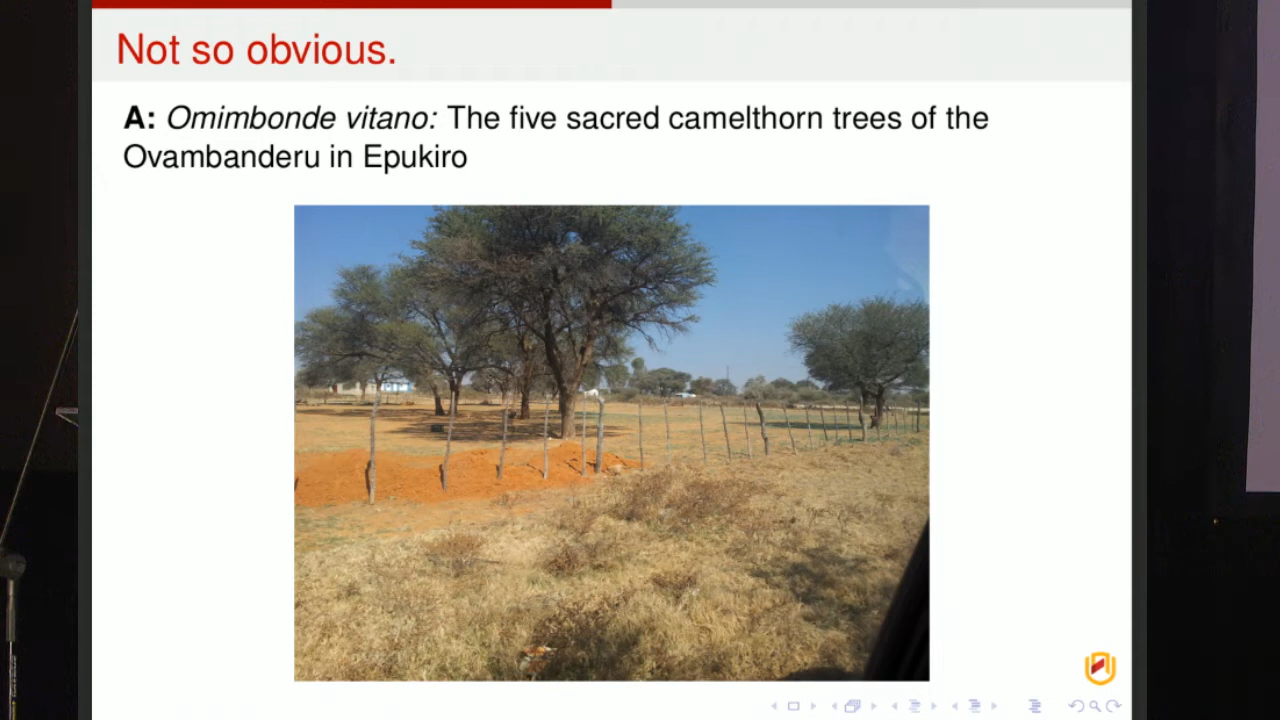 Not so obvious.
A: Omimbonde vitano: The five sacred camelthorn trees of the
Ovambanderu in Epukiro